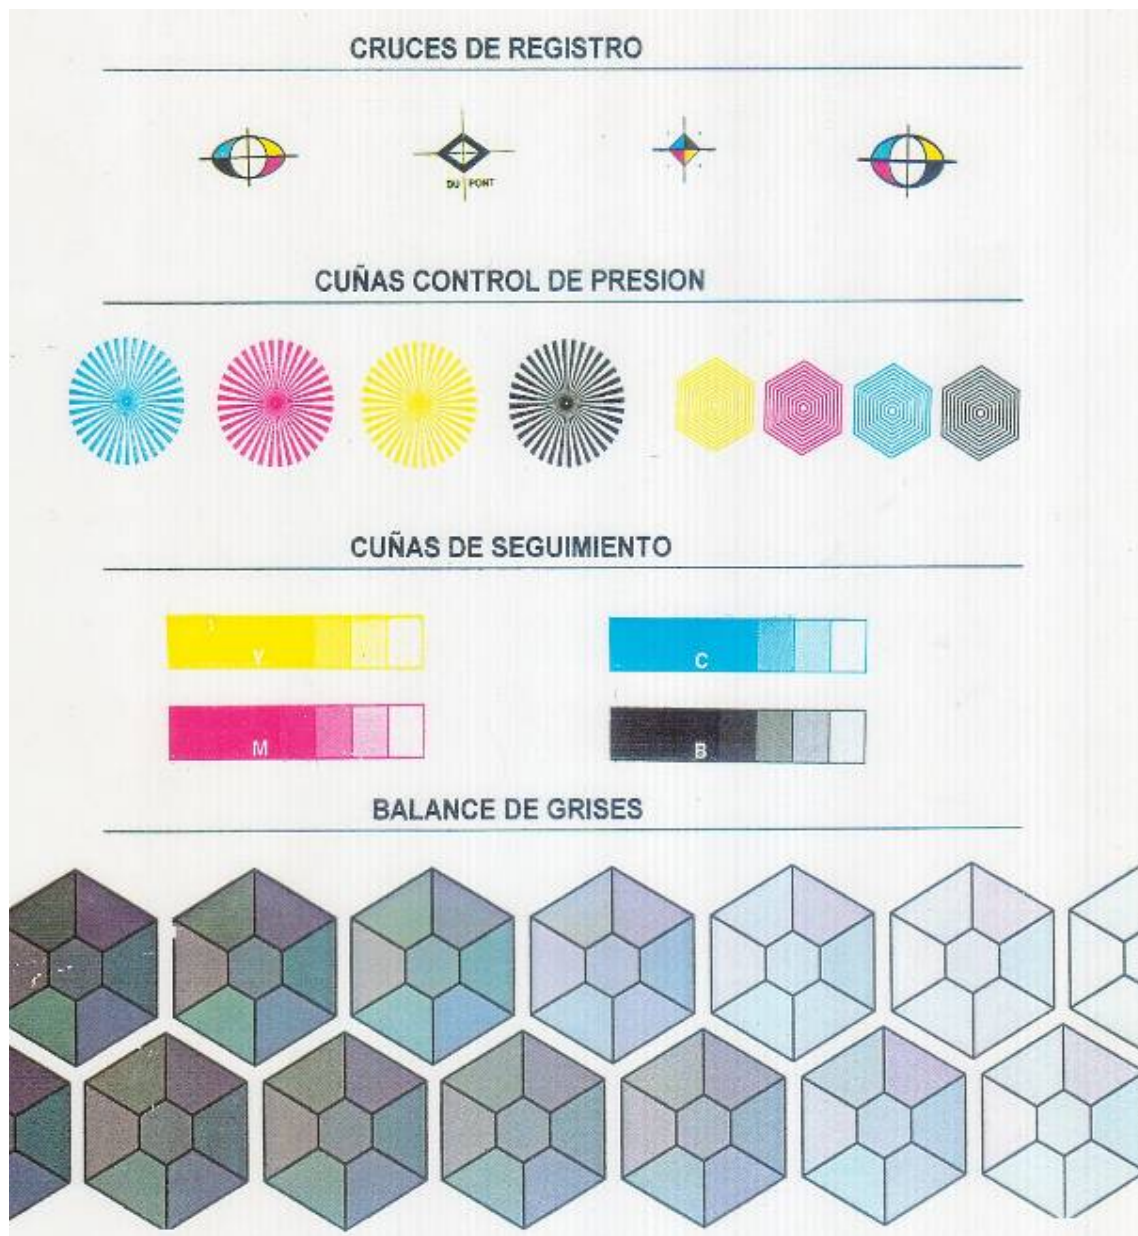 CRUCES DE REGISTRO
DU PONT
CUÑAS CONTROL DE PRESION
CUÑAS DE SEGUIMIENTO
Y
C
M
B
BALANCE DE GRISES